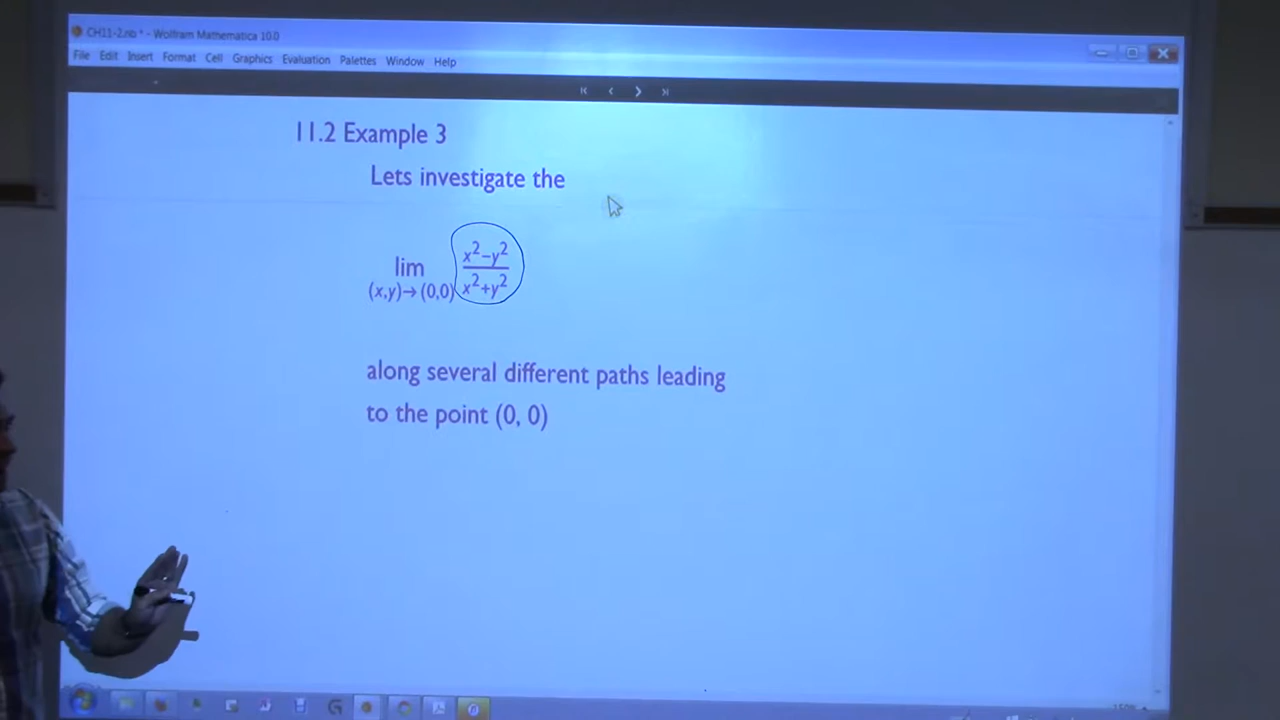 CH11-2.nb * - Wolfram Mathematica 10.0
File Edit Insert Format Cell Graphics Evaluation Palettes Window Help
11.2 Example 3
Lets investigate the
lim (x,y)→(0,0) x²−y² / x²+y²
along several different paths leading
to the point (0, 0)
150%